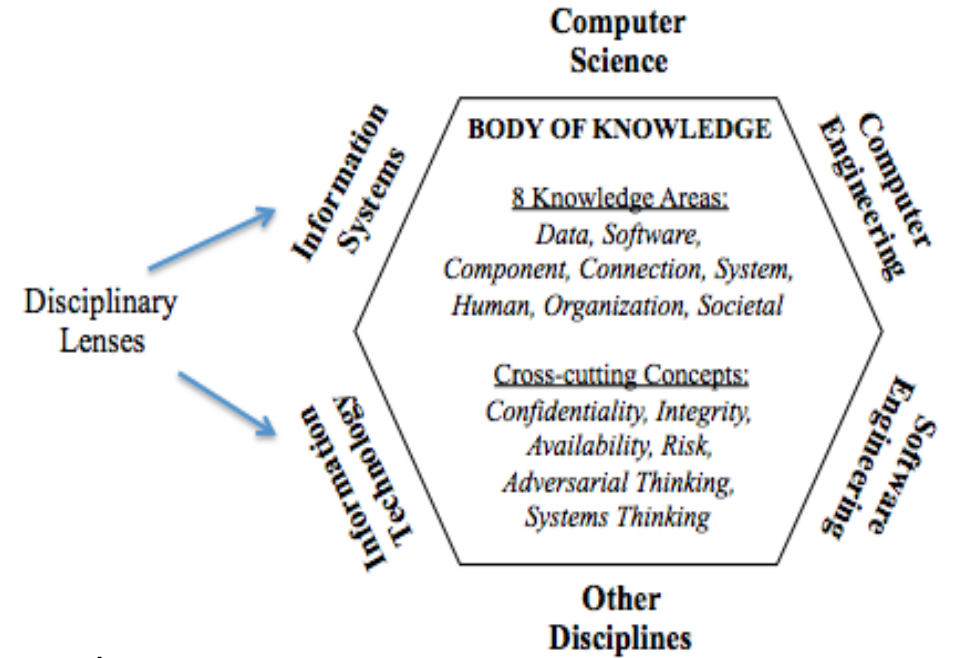 Computer
Science
Information
Systems
BODY OF KNOWLEDGE
Computer
Engineering
8 Knowledge Areas:
Data, Software,
Component, Connection, System,
Human, Organization, Societal
Disciplinary
Lenses
Cross-cutting Concepts:
Confidentiality, Integrity,
Availability, Risk,
Adversarial Thinking,
Systems Thinking
Information
Technology
Software
Engineering
Other
Disciplines